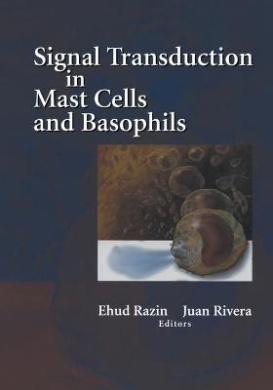 Signal Transduction
in
Mast Cells
and Basophils
Ehud Razin Juan Rivera
Editors